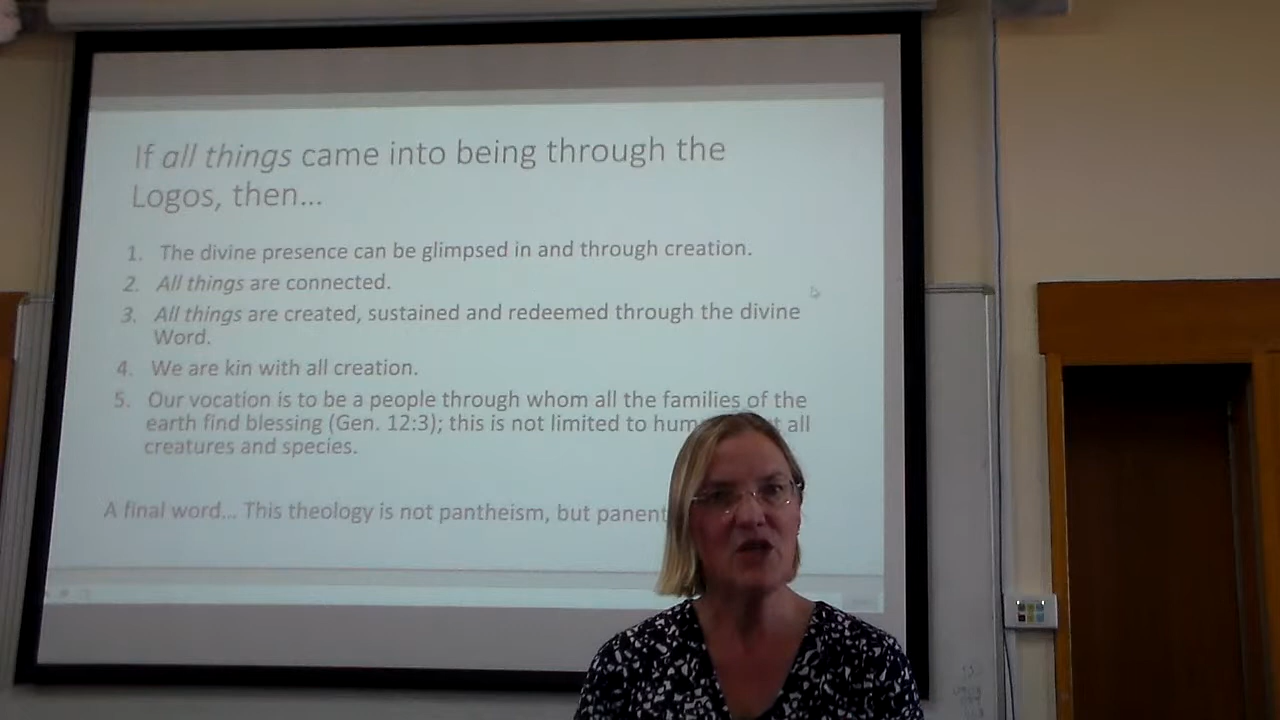 If all things came into being through the
Logos, then...
1. The divine presence can be glimpsed in and through creation.
2. All things are connected.
3. All things are created, sustained and redeemed through the divine
Word.
4. We are kin with all creation.
5. Our vocation is to be a people through whom all the families of the
earth find blessing (Gen. 12:3); this is not limited to hum all
creatures and species.
A final word... This theology is not pantheism, but panent